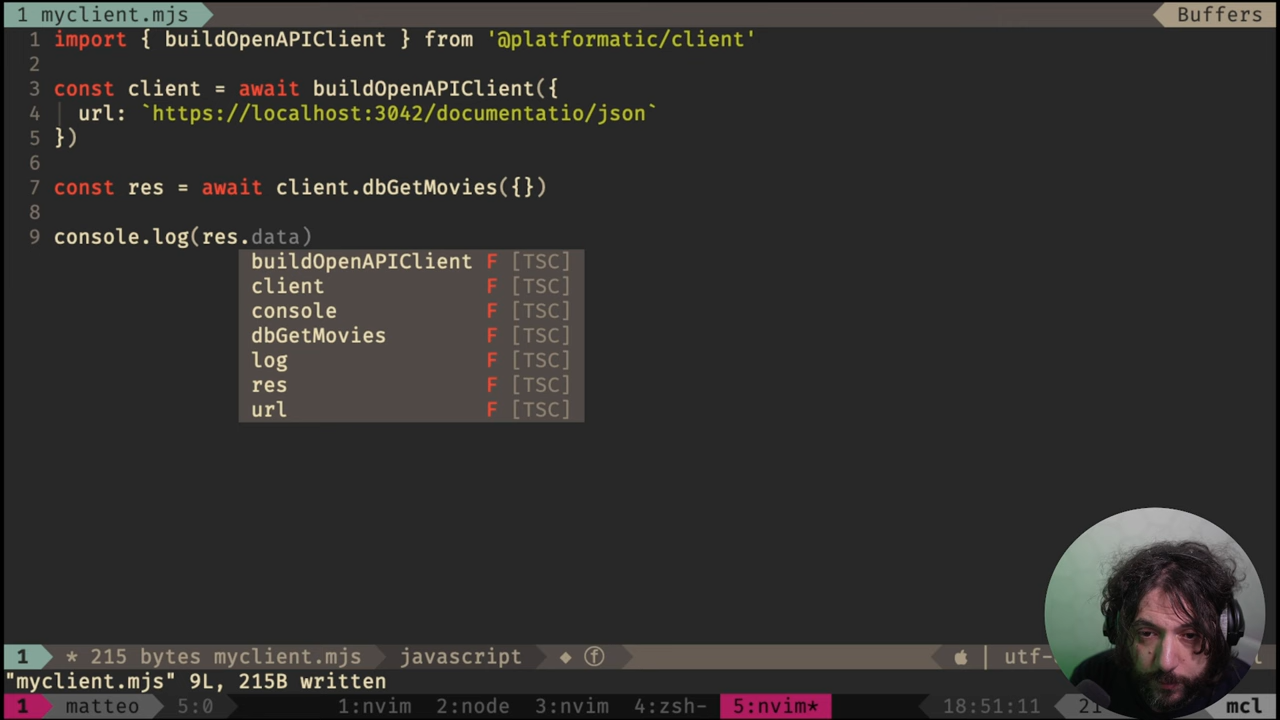 1 myclient.mjs Buffers
1 import { buildOpenAPIClient } from '@platformatic/client'
2
3 const client = await buildOpenAPIClient({
4 url: `https://localhost:3042/documentatio/json`
5 })
6
7 const res = await client.dbGetMovies({})
8
9 console.log(res.data)
buildOpenAPIClient F [TSC]
client F [TSC]
console F [TSC]
dbGetMovies F [TSC]
log F [TSC]
res F [TSC]
url F [TSC]
1 * 215 bytes myclient.mjs javascript ◆ ⓕ | utf-
"myclient.mjs" 9L, 215B written
1 matteo 5:0 1:nvim 2:node 3:nvim 4:zsh- 5:nvim* 18:51:11 21 mcl